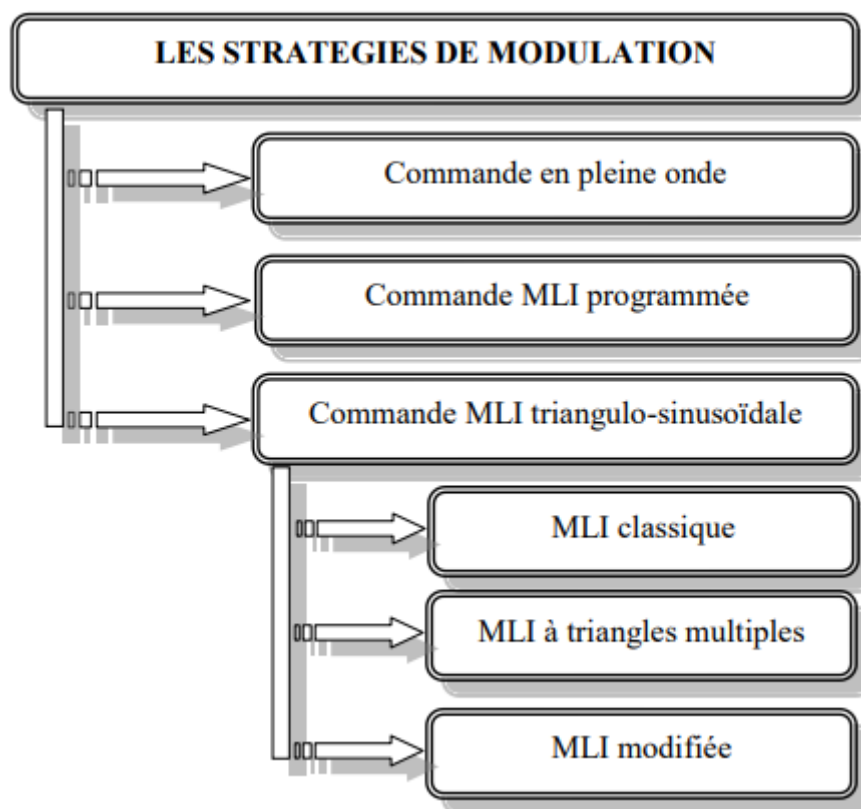 LES STRATEGIES DE MODULATION
Commande en pleine onde
Commande MLI programmée
Commande MLI triangulo-sinusoïdale
MLI classique
MLI à triangles multiples
MLI modifiée